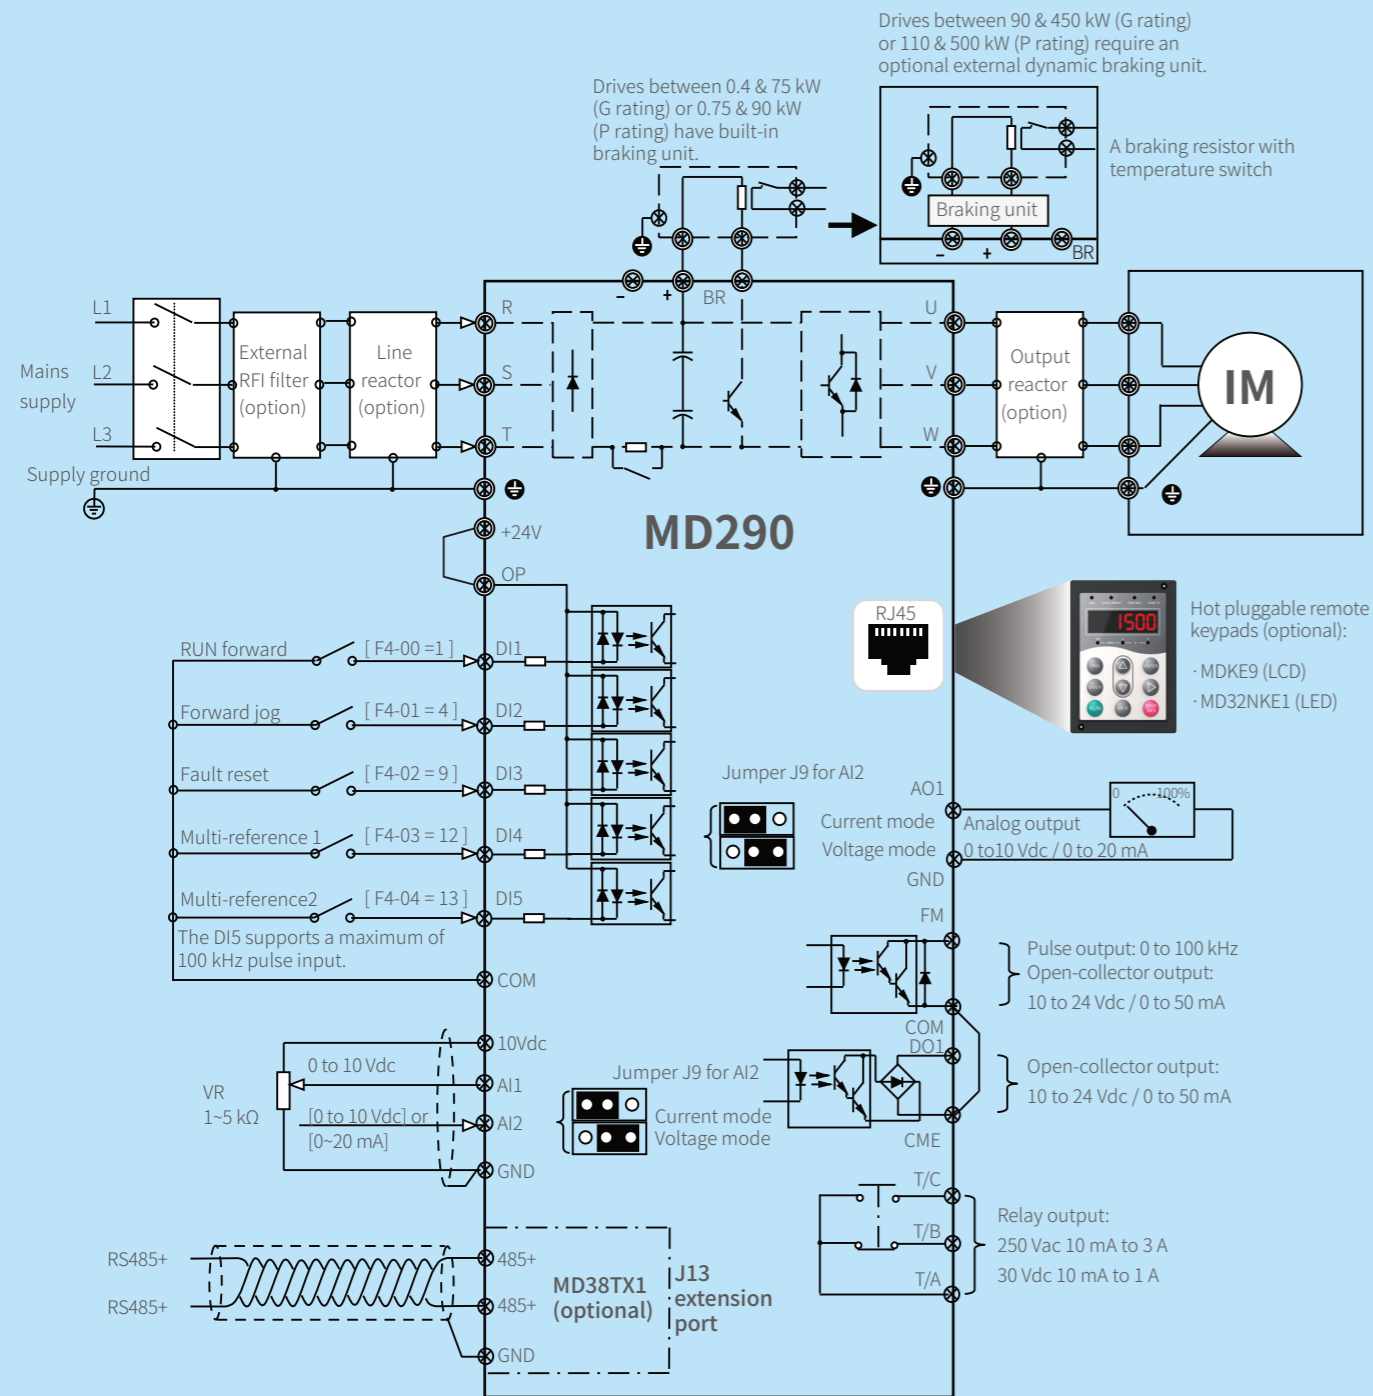 Drives between 90 & 450 kW (G rating)
or 110 & 500 kW (P rating) require an
optional external dynamic braking unit.
Drives between 0.4 & 75 kW
(G rating) or 0.75 & 90 kW
(P rating) have built-in
braking unit.
A braking resistor with
temperature switch
Braking unit
–
+
BR
–
+
BR
Mains
supply
L1
L2
L3
Supply ground
External
RFI filter
(option)
Line
reactor
(option)
R
S
T
U
V
W
Output
reactor
(option)
IM
MD290
+24V
OP
RUN forward
[ F4-00 =1 ]
DI1
Forward jog
[ F4-01 = 4 ]
DI2
Fault reset
[ F4-02 = 9 ]
DI3
Multi-reference 1
[ F4-03 = 12 ]
DI4
Multi-reference2
[ F4-04 = 13 ]
DI5
The DI5 supports a maximum of
100 kHz pulse input.
COM
RJ45
1500
Hot pluggable remote
keypads (optional):
· MDKE9 (LCD)
· MD32NKE1 (LED)
Jumper J9 for AI2
Current mode
Voltage mode
AO1
0
100%
Analog output
0 to10 Vdc / 0 to 20 mA
GND
FM
Pulse output: 0 to 100 kHz
Open-collector output:
10 to 24 Vdc / 0 to 50 mA
COM
DO1
Open-collector output:
10 to 24 Vdc / 0 to 50 mA
CME
10Vdc
0 to 10 Vdc
VR
1~5 kΩ
AI1
[0 to 10 Vdc] or
[0~20 mA]
AI2
GND
Jumper J9 for AI2
Current mode
Voltage mode
T/C
T/B
T/A
Relay output:
250 Vac 10 mA to 3 A
30 Vdc 10 mA to 1 A
RS485+
RS485+
485+
485+
GND
MD38TX1
(optional)
J13
extension
port